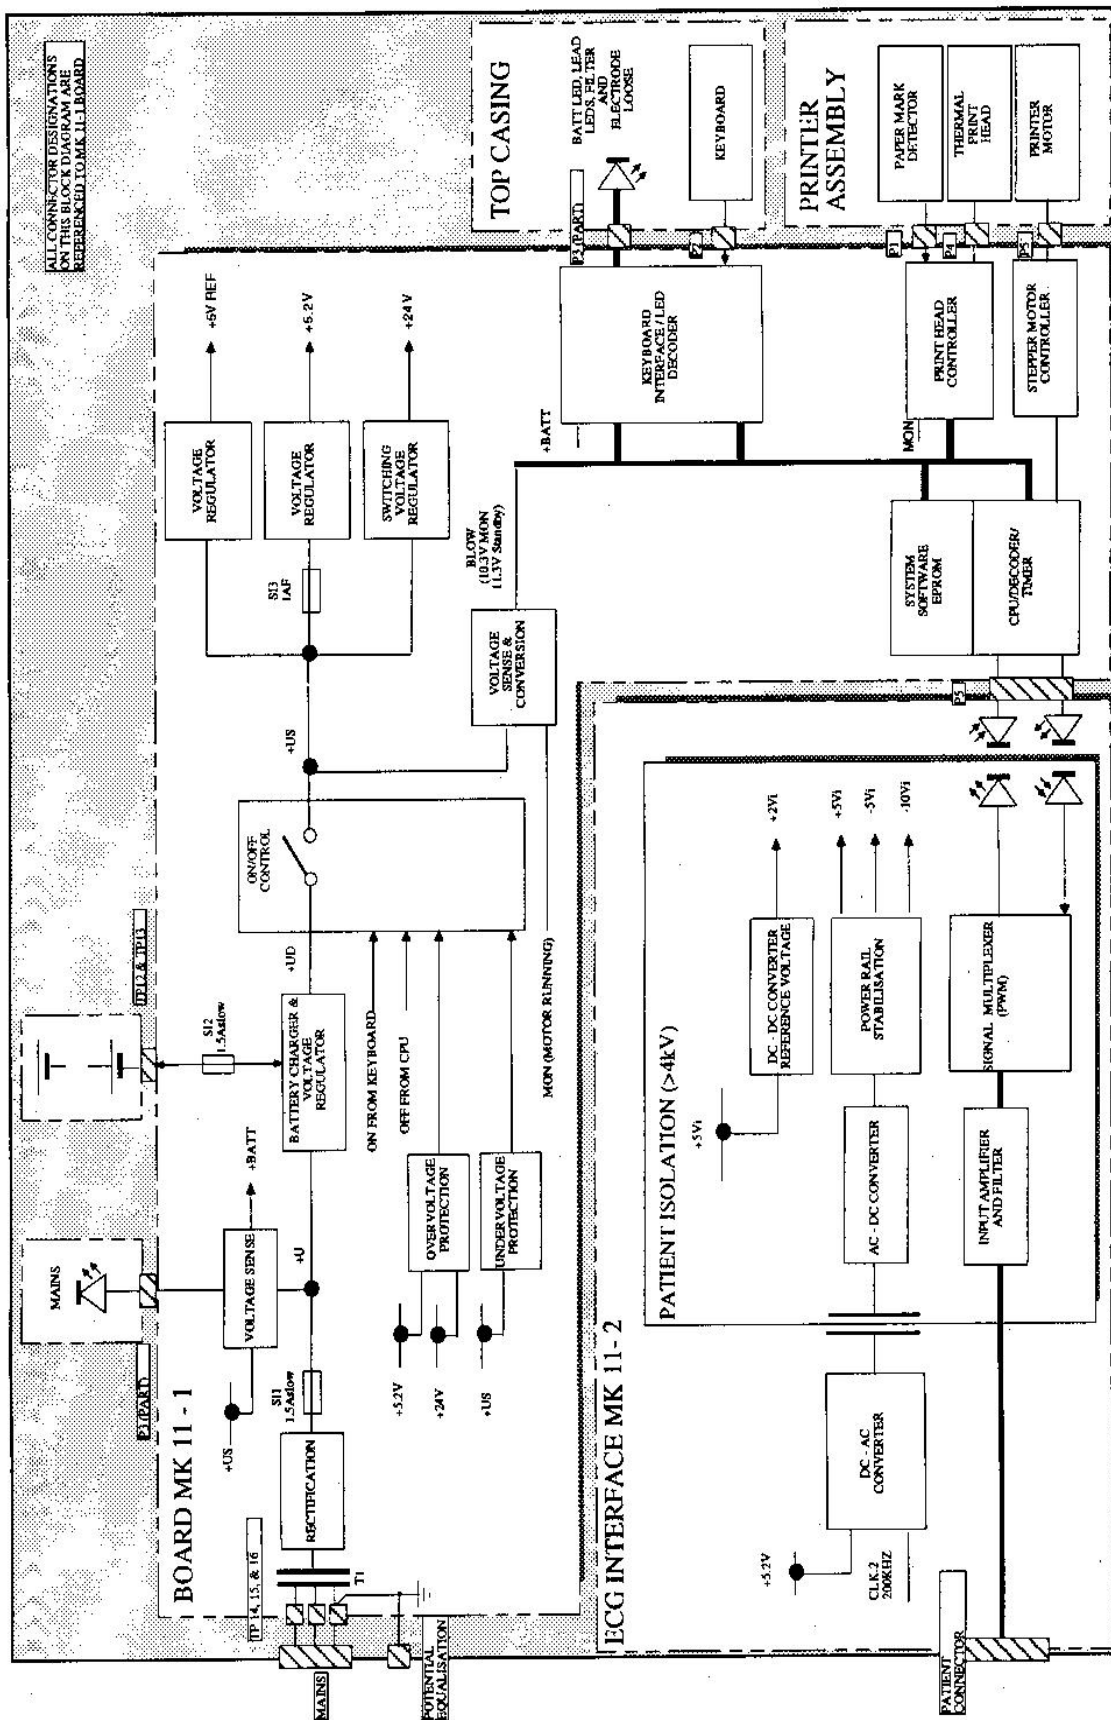 ALL CONNECTOR DESIGNATIONS
ON THIS BLOCK DIAGRAM ARE
REFERENCED TO MK 11-1 BOARD
TP12 & TP13
MAINS
P3 (PART)
SI2
1.5Aslow
BOARD MK 11 - 1
TP 14, 15, & 16
T1
MAINS
POTENTIAL
EQUALISATION
RECTIFICATION
SI1
1.5Aslow
+US
VOLTAGE SENSE
+BATT
+U
BATTERY CHARGER &
VOLTAGE
REGULATOR
+UD
ON/OFF
CONTROL
+US
SI3
1AF
VOLTAGE
REGULATOR
+5V REF
VOLTAGE
REGULATOR
+5.2V
SWITCHING
VOLTAGE
REGULATOR
+24V
ON FROM KEYBOARD
OFF FROM CPU
+5.2V
+24V
OVER VOLTAGE
PROTECTION
+US
UNDER VOLTAGE
PROTECTION
MON (MOTOR RUNNING)
VOLTAGE
SENSE &
CONVERSION
BLOW
(10.3V MON
11.3V Standby)
+BATT
KEYBOARD
INTERFACE / LED
DECODER
P3 (PART)
P2
TOP CASING
BATT LED, LEAD
LEDS, FILTER
AND
ELECTRODE
LOOSE
KEYBOARD
MON
PRINT HEAD
CONTROLLER
STEPPER MOTOR
CONTROLLER
P1
P4
P5
PRINTER
ASSEMBLY
PAPER MARK
DETECTOR
THERMAL
PRINT
HEAD
PRINTER
MOTOR
SYSTEM
SOFTWARE
EPROM
CPU/DECODER/
TIMER
P5
ECG INTERFACE MK 11- 2
PATIENT ISOLATION (>4kV)
+5Vi
DC - DC CONVERTER
REFERENCE VOLTAGE
+2Vi
+5.2V
CLK.2
200KHZ
DC - AC
CONVERTER
AC - DC CONVERTER
POWER RAIL
STABILISATION
+5Vi
-5Vi
-10Vi
PATIENT
CONNECTOR
INPUT AMPLIFIER
AND FILTER
SIGNAL MULTIPLEXER
(PWM)